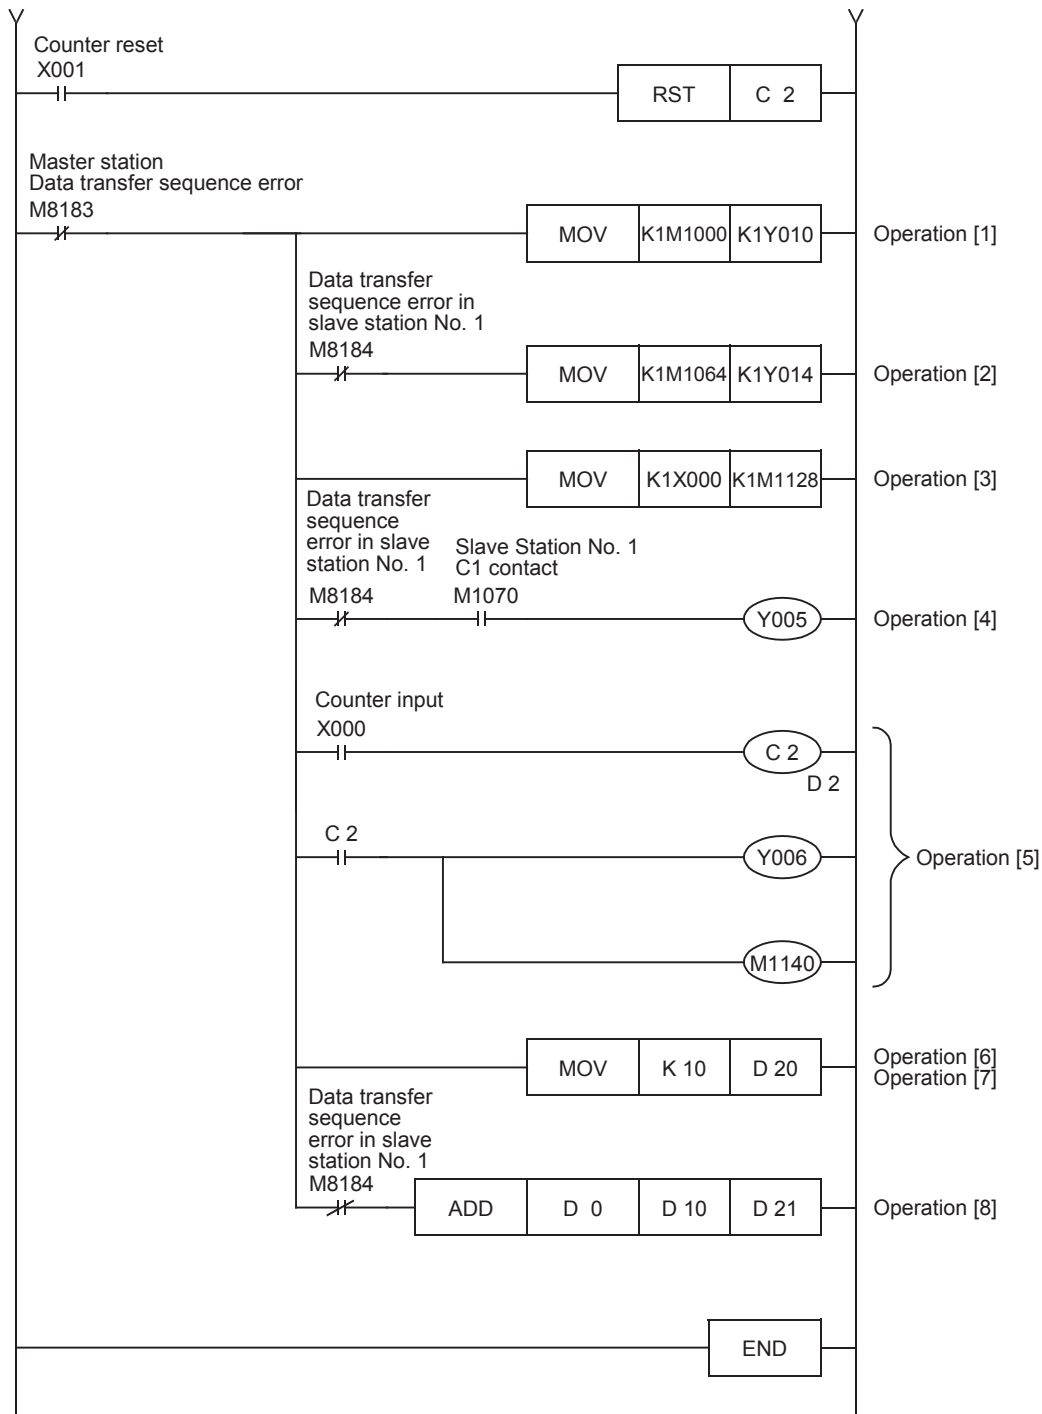 Counter reset
X001
RST C 2
Master station
Data transfer sequence error
M8183
MOV K1M1000 K1Y010 Operation [1]
Data transfer
sequence error in
slave station No. 1
M8184
MOV K1M1064 K1Y014 Operation [2]
MOV K1X000 K1M1128 Operation [3]
Data transfer
sequence
error in slave
station No. 1
Slave Station No. 1
C1 contact
M8184 M1070
Y005 Operation [4]
Counter input
X000
C 2
D 2
C 2
Y006
Operation [5]
M1140
MOV K 10 D 20
Operation [6]
Operation [7]
Data transfer
sequence
error in slave
station No. 1
M8184
ADD D 0 D 10 D 21 Operation [8]
END